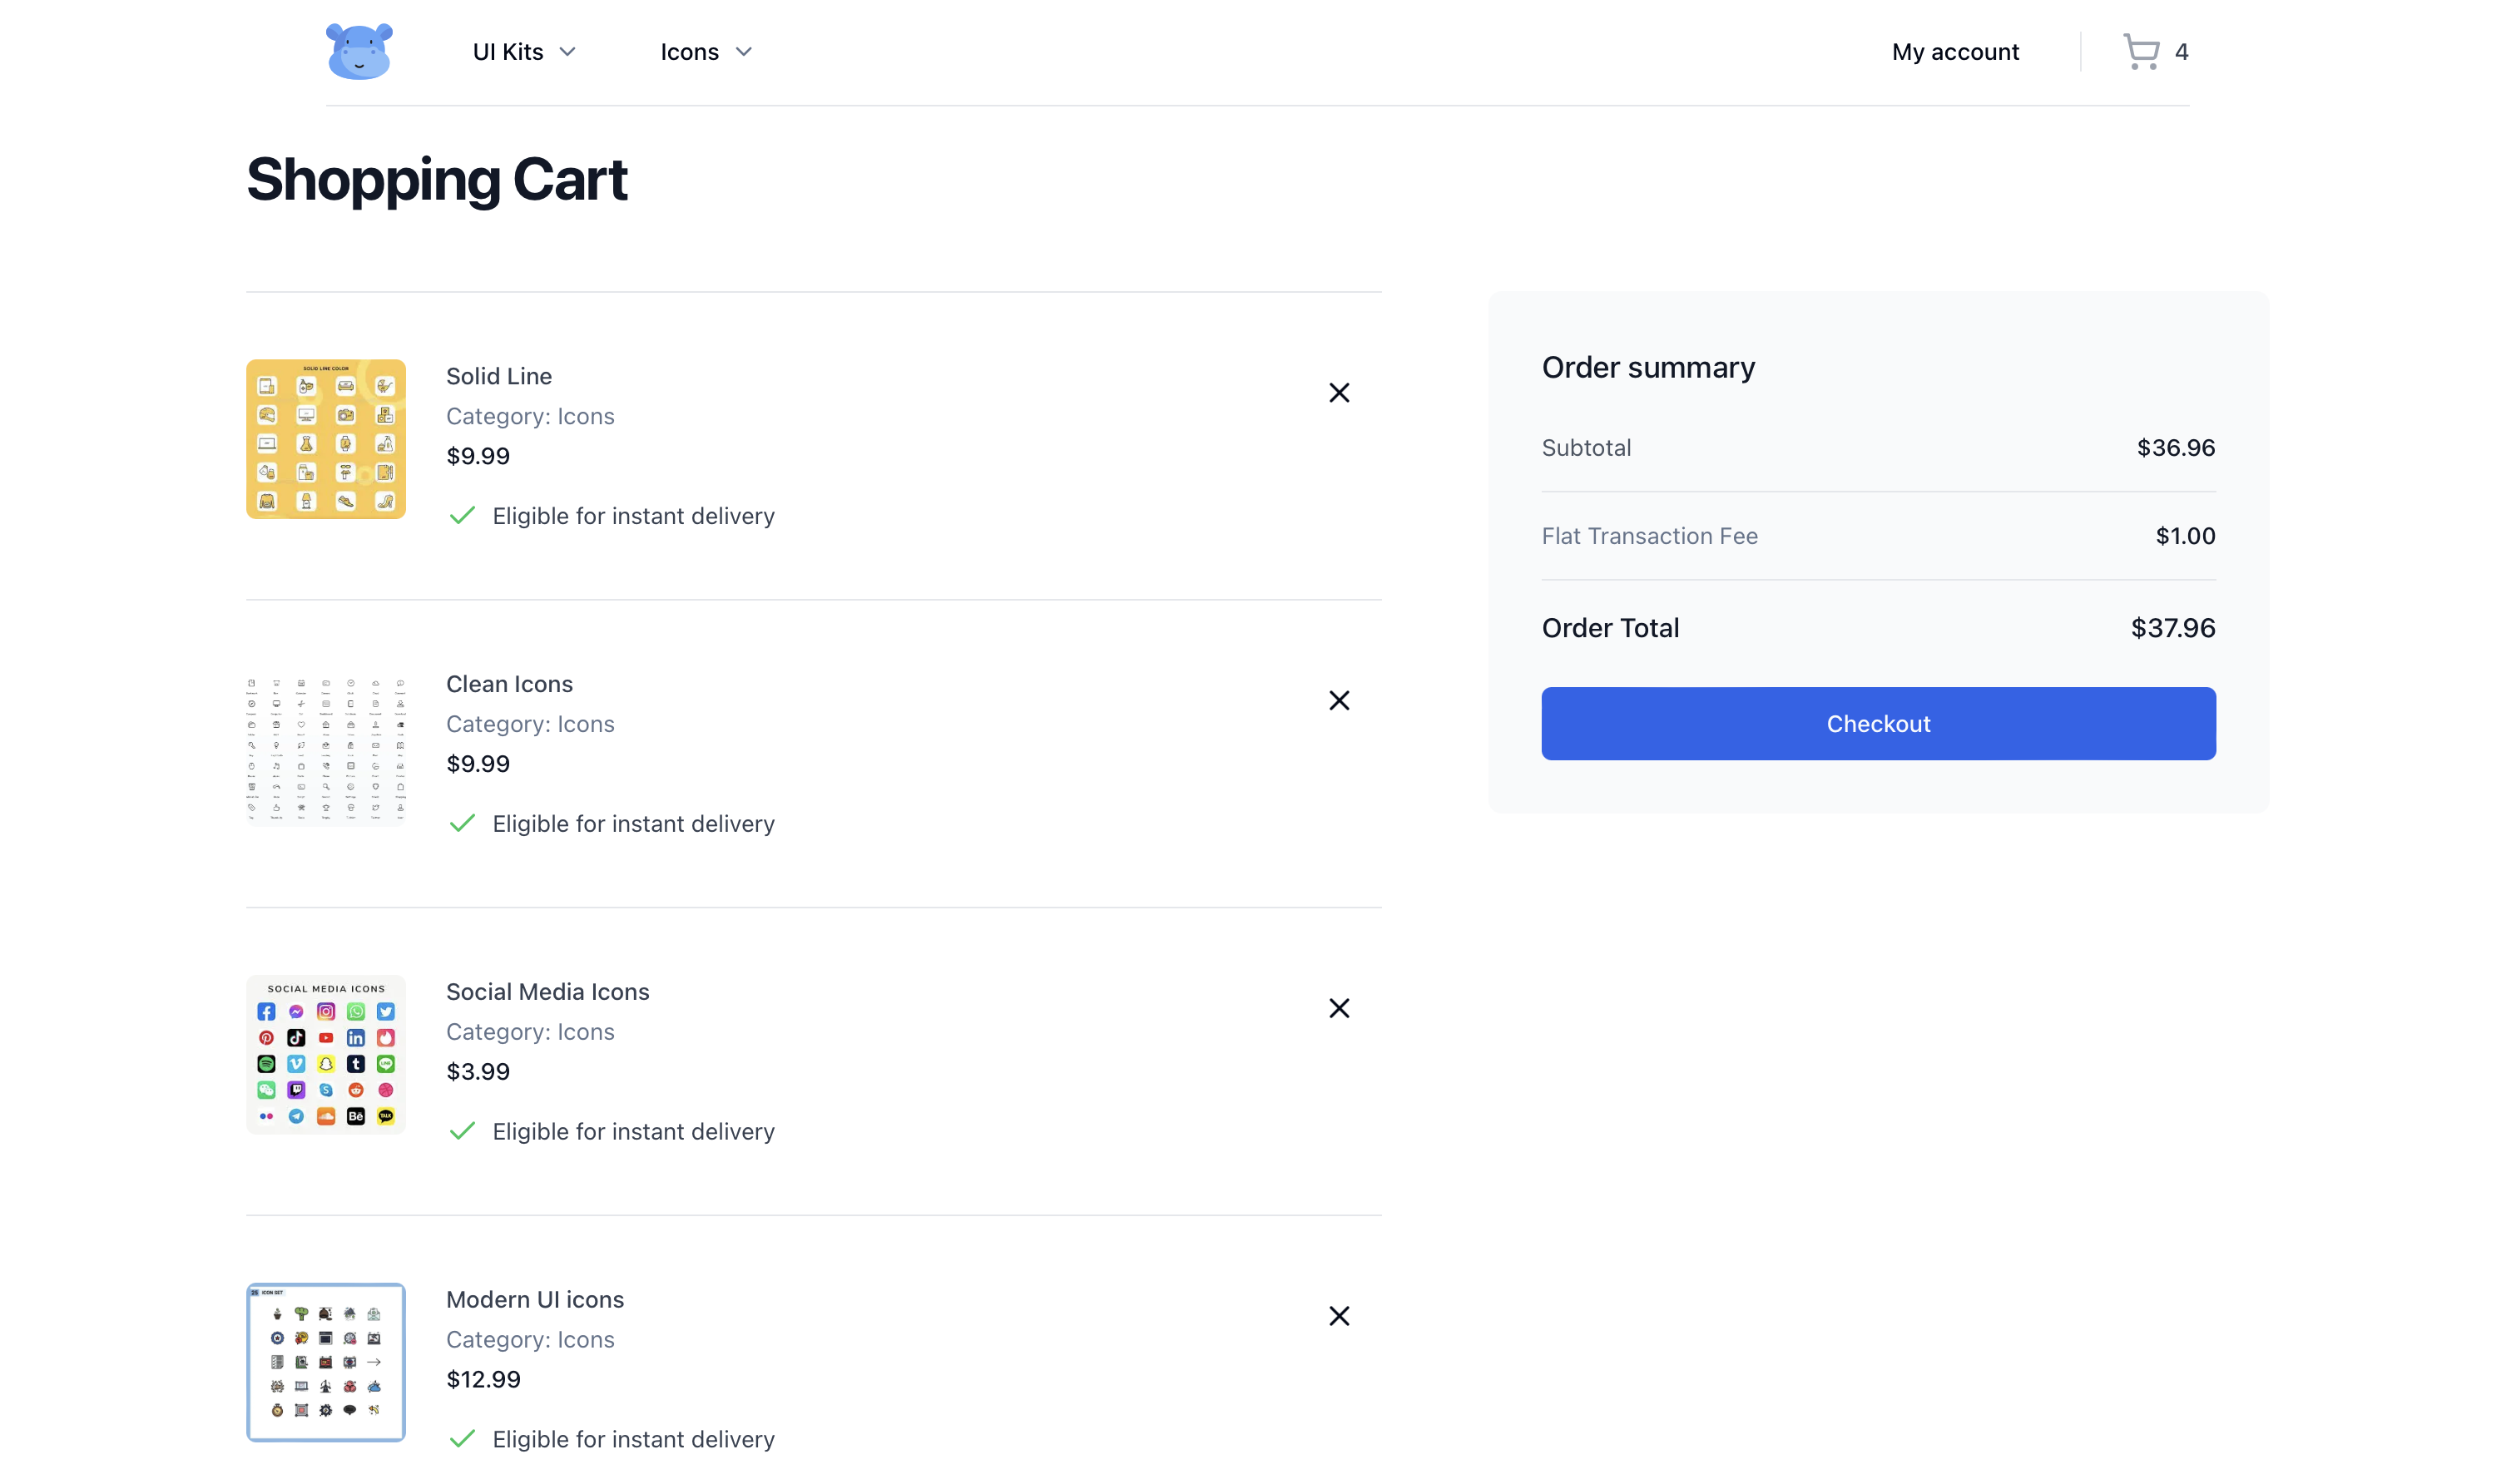 UI Kits
Icons
My account
4
Shopping Cart
SOLID LINE COLOR
Solid Line
Category: Icons
$9.99
Eligible for instant delivery
Clean Icons
Category: Icons
$9.99
Eligible for instant delivery
SOCIAL MEDIA ICONS
Social Media Icons
Category: Icons
$3.99
Eligible for instant delivery
ICON SET
Modern UI icons
Category: Icons
$12.99
Eligible for instant delivery
Order summary
Subtotal $36.96
Flat Transaction Fee $1.00
Order Total $37.96
Checkout